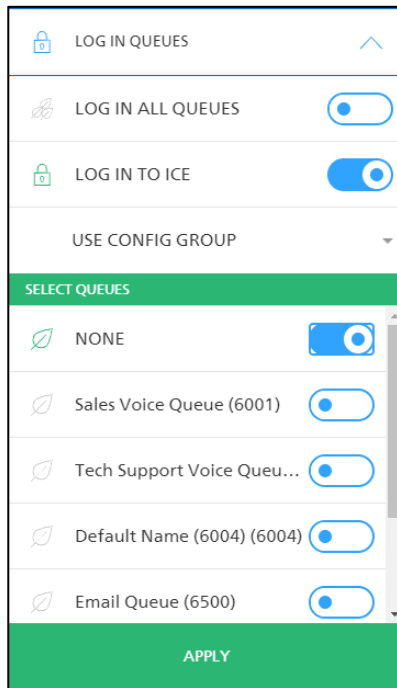 LOG IN QUEUES
LOG IN ALL QUEUES
LOG IN TO ICE
USE CONFIG GROUP
SELECT QUEUES
NONE
Sales Voice Queue (6001)
Tech Support Voice Queu...
Default Name (6004) (6004)
Email Queue (6500)
APPLY